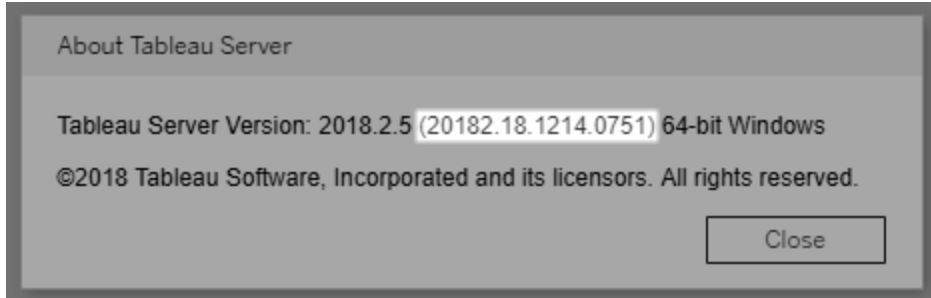 About Tableau Server
Tableau Server Version: 2018.2.5 (20182.18.1214.0751) 64-bit Windows
©2018 Tableau Software, Incorporated and its licensors. All rights reserved.
Close